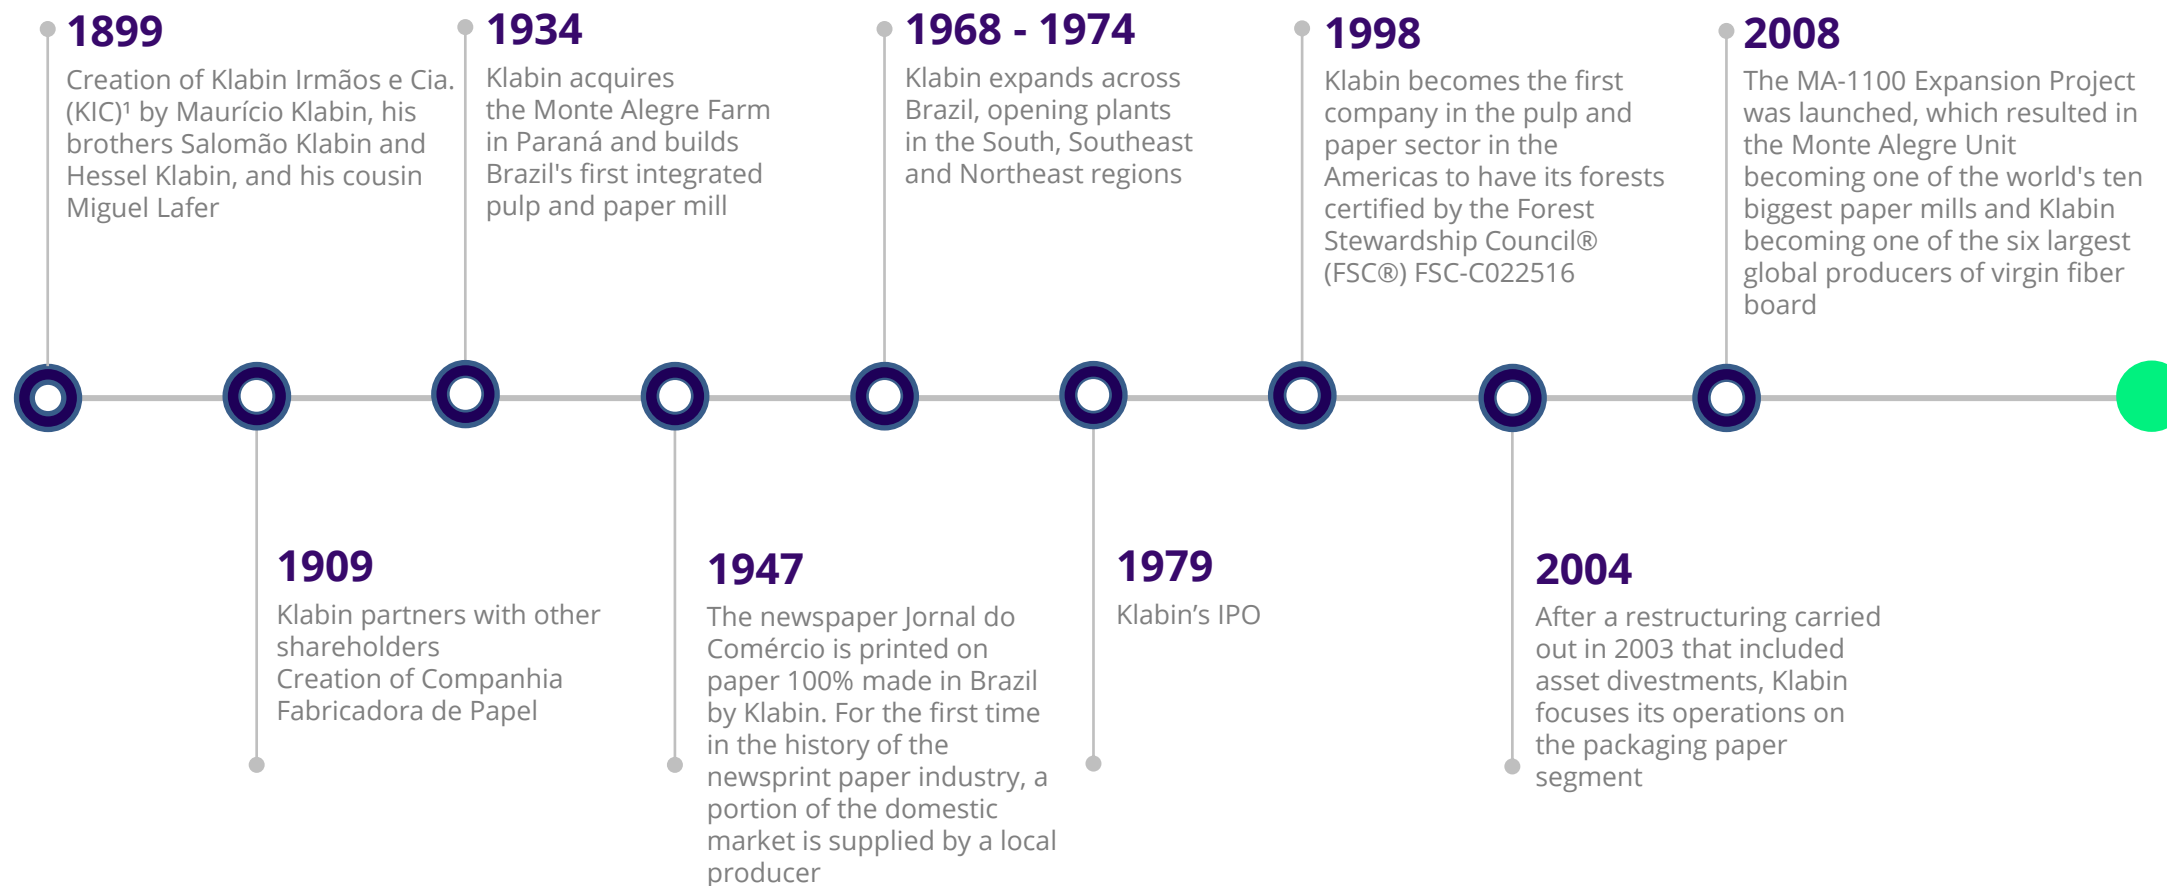 1899
Creation of Klabin Irmãos e Cia.
(KIC)¹ by Maurício Klabin, his
brothers Salomão Klabin and
Hessel Klabin, and his cousin
Miguel Lafer
1934
Klabin acquires
the Monte Alegre Farm
in Paraná and builds
Brazil's first integrated
pulp and paper mill
1968 - 1974
Klabin expands across
Brazil, opening plants
in the South, Southeast
and Northeast regions
1998
Klabin becomes the first
company in the pulp and
paper sector in the
Americas to have its forests
certified by the Forest
Stewardship Council®
(FSC®) FSC-C022516
2008
The MA-1100 Expansion Project
was launched, which resulted in
the Monte Alegre Unit
becoming one of the world's ten
biggest paper mills and Klabin
becoming one of the six largest
global producers of virgin fiber
board
1909
Klabin partners with other
shareholders
Creation of Companhia
Fabricadora de Papel
1947
The newspaper Jornal do
Comércio is printed on
paper 100% made in Brazil
by Klabin. For the first time
in the history of the
newsprint paper industry, a
portion of the domestic
market is supplied by a local
producer
1979
Klabin’s IPO
2004
After a restructuring carried
out in 2003 that included
asset divestments, Klabin
focuses its operations on
the packaging paper
segment